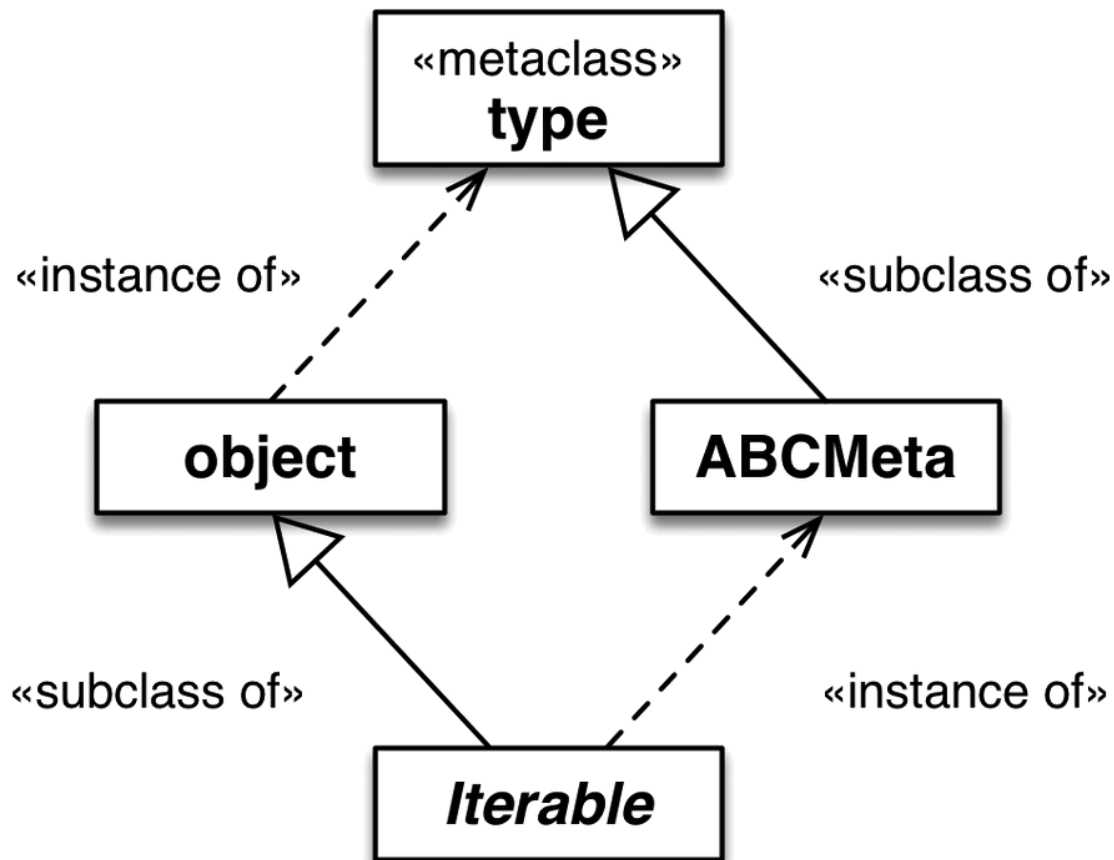 «metaclass»
type
«instance of»
«subclass of»
object
ABCMeta
«subclass of»
«instance of»
Iterable